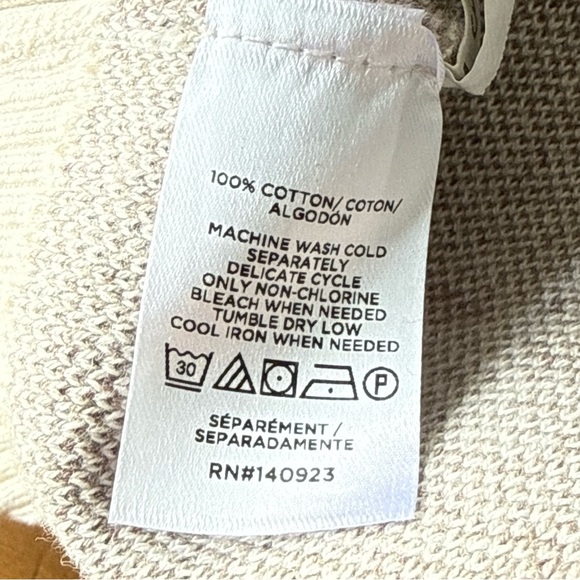 100% COTTON/ COTON/
ALGODÓN
MACHINE WASH COLD
SEPARATELY
DELICATE CYCLE
ONLY NON-CHLORINE
BLEACH WHEN NEEDED
TUMBLE DRY LOW
COOL IRON WHEN NEEDED
30 P
SÉPARÉMENT /
SEPARADAMENTE
RN#140923